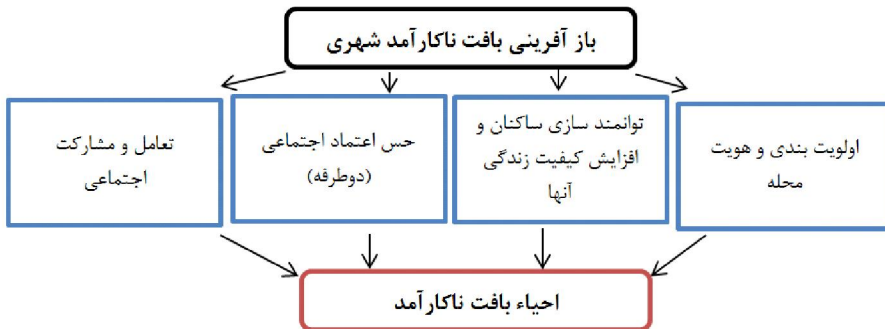 باز آفرینی بافت ناکارآمد شهری
اولویت بندی و هویت
محله
توانمند سازی ساکنان و
افزایش کیفیت زندگی
آنها
حس اعتماد اجتماعی
(دوطرفه)
تعامل و مشارکت
اجتماعی
احیاء بافت ناکارآمد